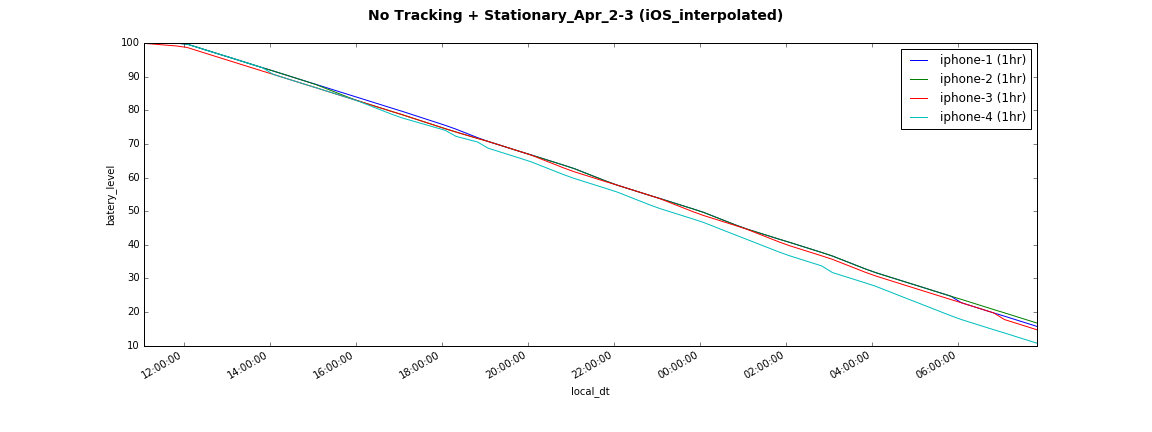 No Tracking + Stationary_Apr_2-3 (iOS_interpolated)
100
90
80
70
60
50
40
30
20
10
batery_level
iphone-1 (1hr)
iphone-2 (1hr)
iphone-3 (1hr)
iphone-4 (1hr)
12:00:00
14:00:00
16:00:00
18:00:00
20:00:00
22:00:00
00:00:00
02:00:00
04:00:00
06:00:00
local_dt